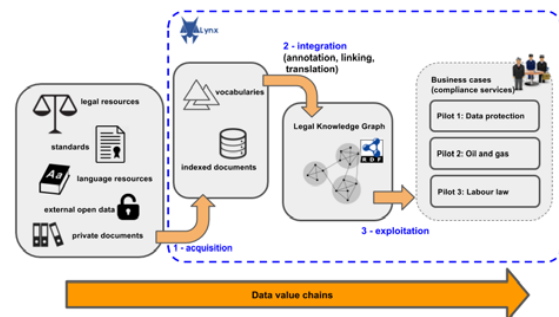 Lynx
2 - integration
(annotation, linking,
translation)
legal resources
standards
Aa
language resources
external open data
private documents
1 - acquisition
vocabularies
indexed documents
Legal Knowledge Graph
RDF
3 - exploitation
Business cases
(compliance services)
Pilot 1: Data protection
Pilot 2: Oil and gas
Pilot 3: Labour law
Data value chains